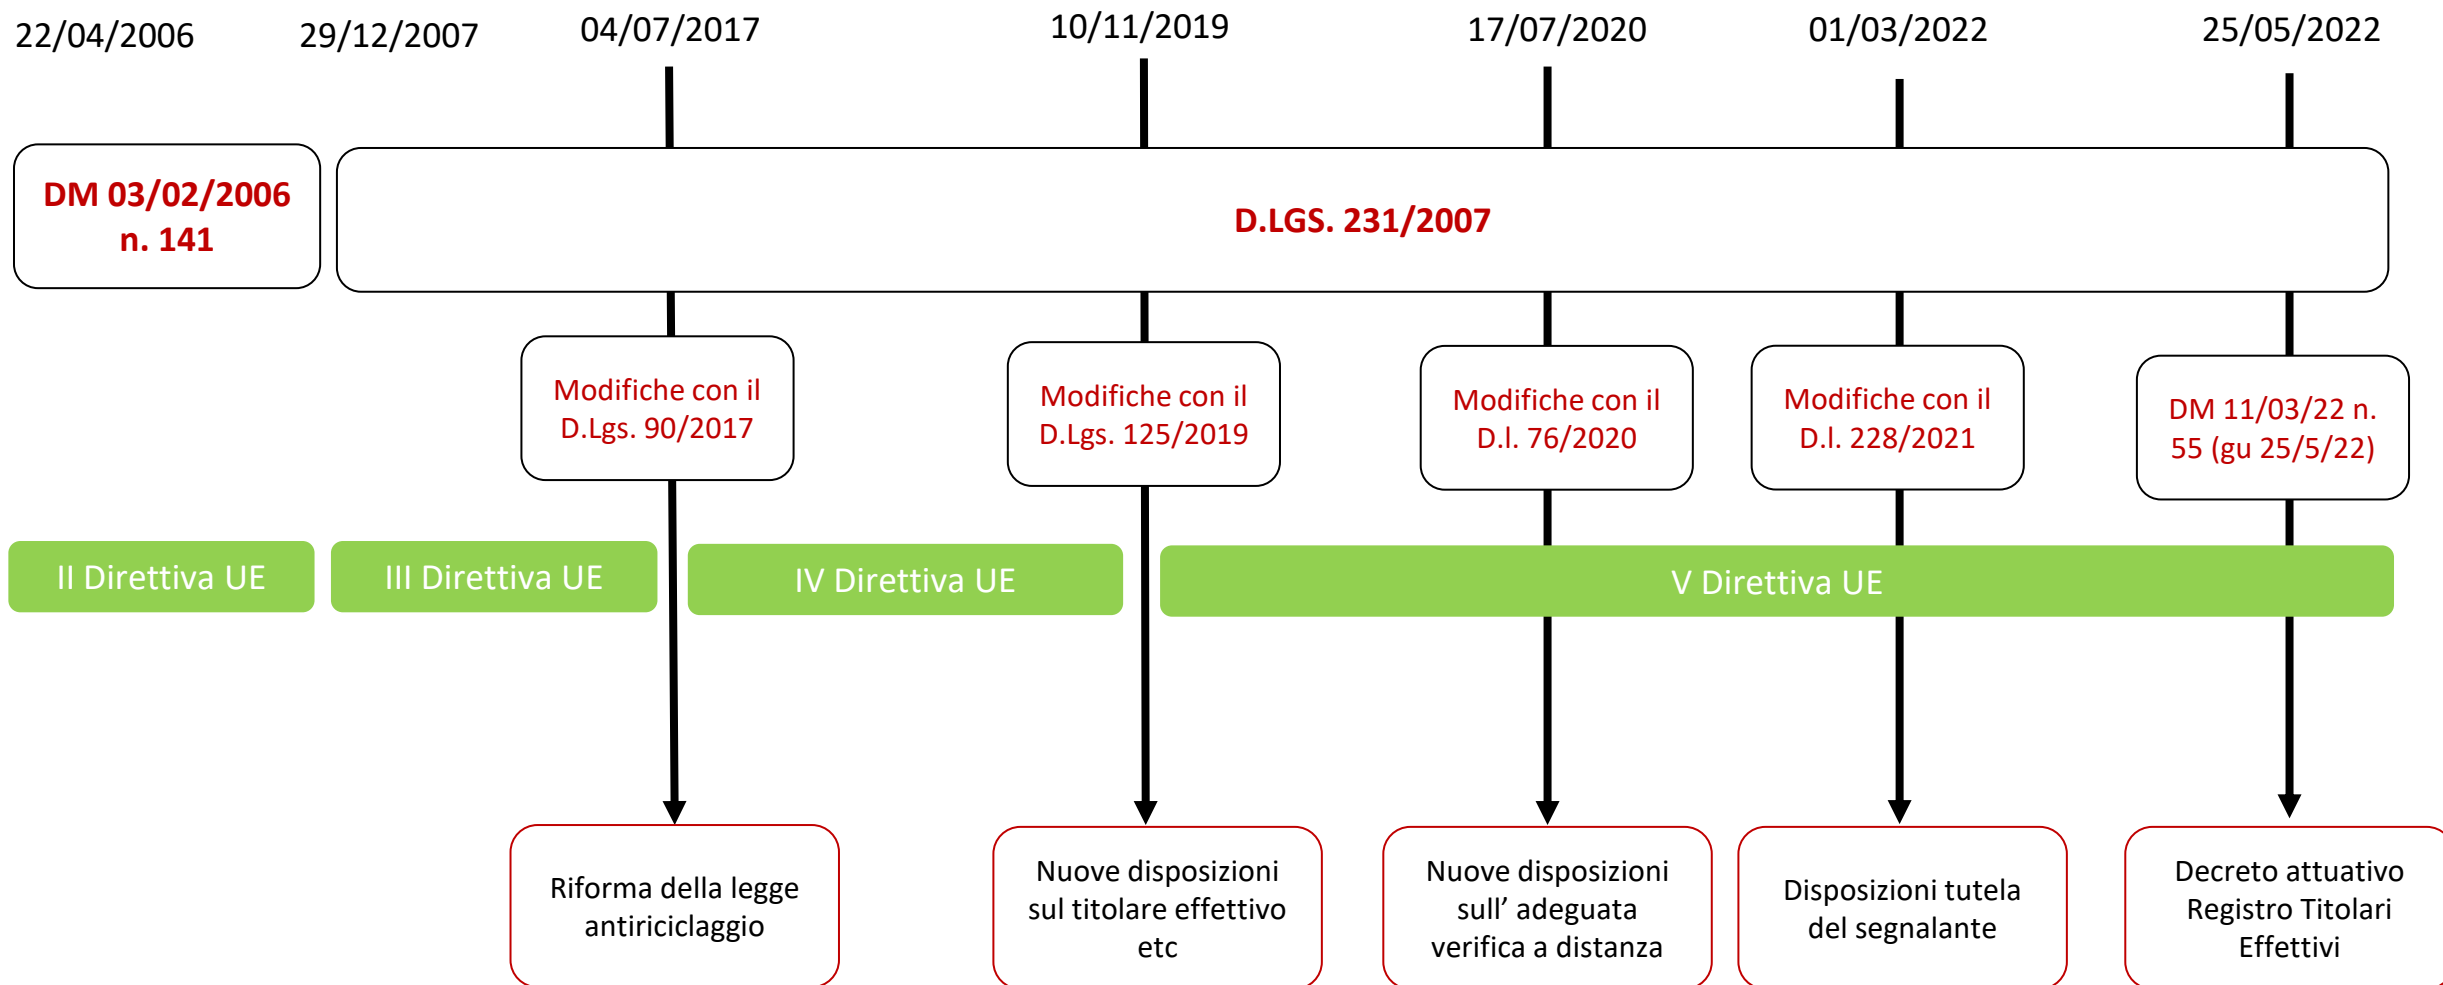 22/04/2006
29/12/2007
04/07/2017
10/11/2019
17/07/2020
01/03/2022
25/05/2022
DM 03/02/2006
n. 141
D.LGS. 231/2007
Modifiche con il
D.Lgs. 90/2017
Modifiche con il
D.Lgs. 125/2019
Modifiche con il
D.l. 76/2020
Modifiche con il
D.l. 228/2021
DM 11/03/22 n.
55 (gu 25/5/22)
II Direttiva UE
III Direttiva UE
IV Direttiva UE
V Direttiva UE
Riforma della legge
antiriciclaggio
Nuove disposizioni
sul titolare effettivo
etc
Nuove disposizioni
sull’ adeguata
verifica a distanza
Disposizioni tutela
del segnalante
Decreto attuativo
Registro Titolari
Effettivi